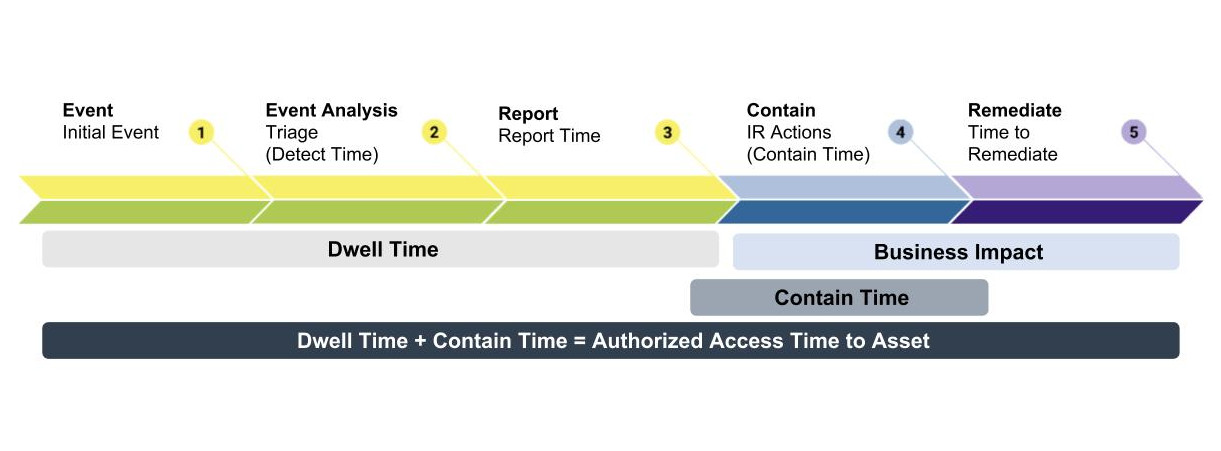 Event
Initial Event
1
Event Analysis
Triage
(Detect Time)
2
Report
Report Time
3
Contain
IR Actions
(Contain Time)
4
Remediate
Time to
Remediate
5
Dwell Time
Business Impact
Contain Time
Dwell Time + Contain Time = Authorized Access Time to Asset